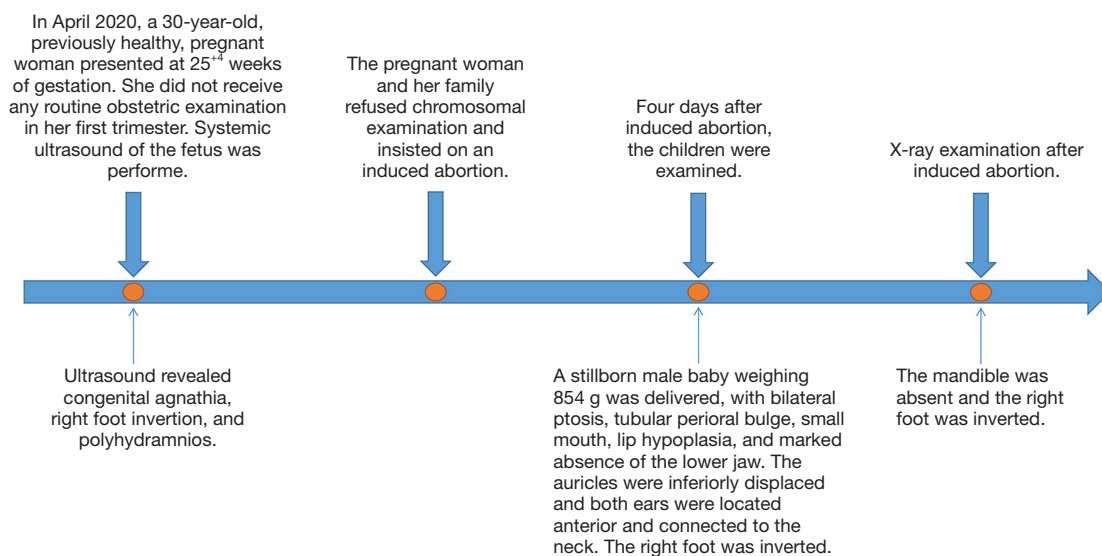 In April 2020, a 30-year-old,
previously healthy, pregnant
woman presented at 25⁺⁴ weeks
of gestation. She did not receive
any routine obstetric examination
in her first trimester. Systemic
ultrasound of the fetus was
performe.
The pregnant woman
and her family
refused chromosomal
examination and
insisted on an
induced abortion.
Four days after
induced abortion,
the children were
examined.
X-ray examination after
induced abortion.
Ultrasound revealed
congenital agnathia,
right foot invertion, and
polyhydramnios.
A stillborn male baby weighing
854 g was delivered, with bilateral
ptosis, tubular perioral bulge, small
mouth, lip hypoplasia, and marked
absence of the lower jaw. The
auricles were inferiorly displaced
and both ears were located
anterior and connected to the
neck. The right foot was inverted.
The mandible was
absent and the right
foot was inverted.